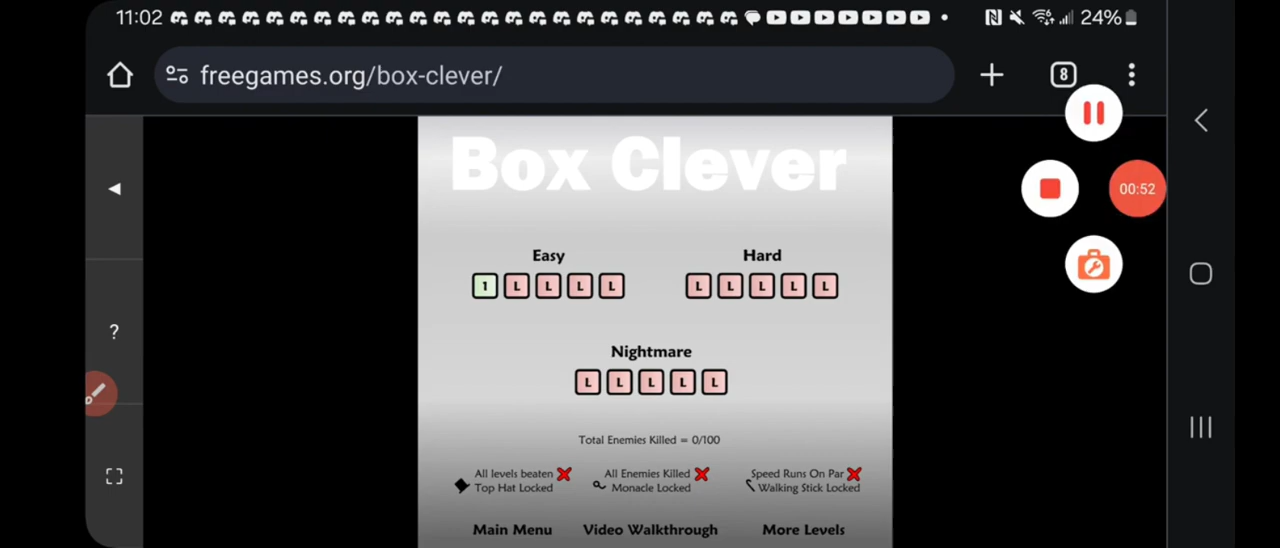 11:02 24%
freegames.org/box-clever/
8
00:52
Box Clever
Easy Hard
1 L L L L L L L L L
Nightmare
L L L L L
?
Total Enemies Killed = 0/100
All levels beaten All Enemies Killed Speed Runs On Par
Top Hat Locked Monacle Locked Walking Stick Locked
Main Menu Video Walkthrough More Levels